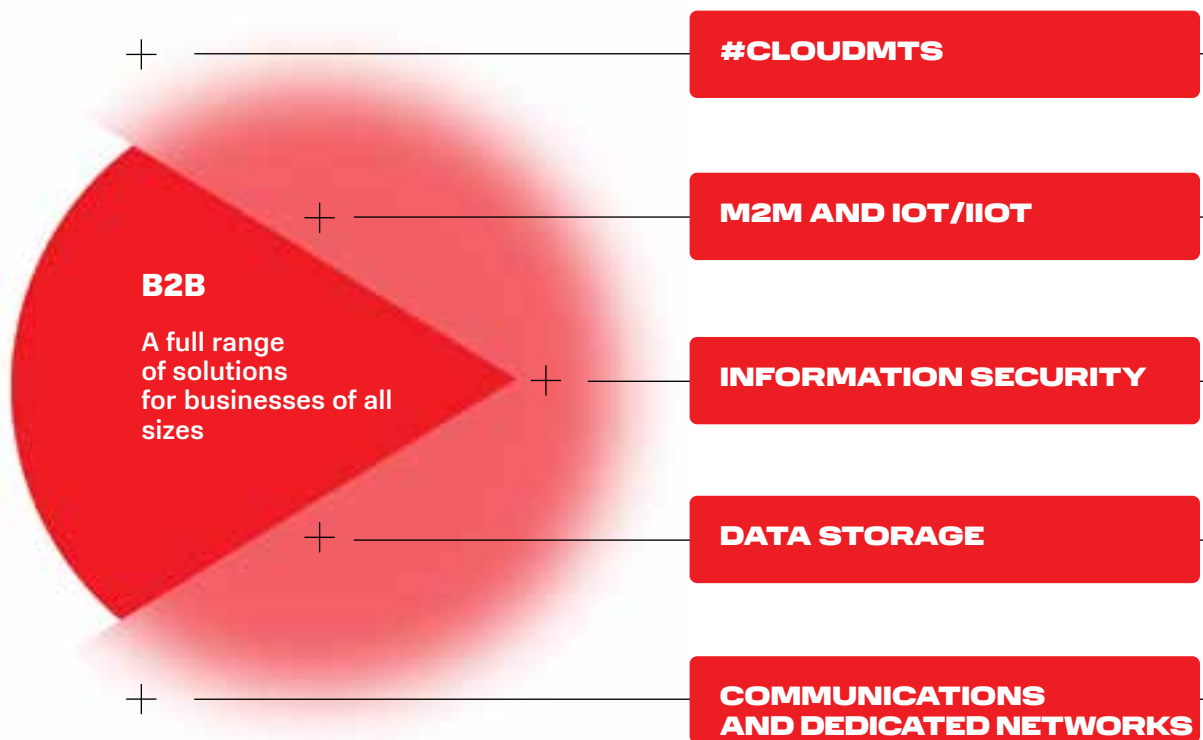 #CLOUDMTS
M2M AND IOT/IIOT
B2B
A full range
of solutions
for businesses of all
sizes
INFORMATION SECURITY
DATA STORAGE
COMMUNICATIONS
AND DEDICATED NETWORKS